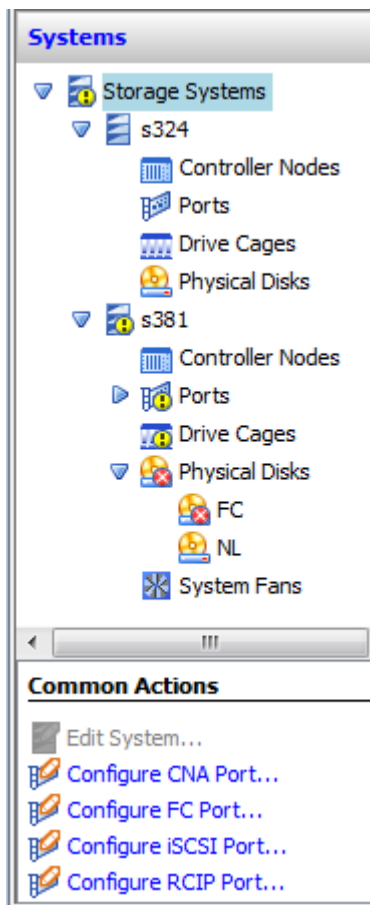 Systems
Storage Systems
s324
Controller Nodes
Ports
Drive Cages
Physical Disks
s381
Controller Nodes
Ports
Drive Cages
Physical Disks
FC
NL
System Fans
Common Actions
Edit System...
Configure CNA Port...
Configure FC Port...
Configure iSCSI Port...
Configure RCIP Port...